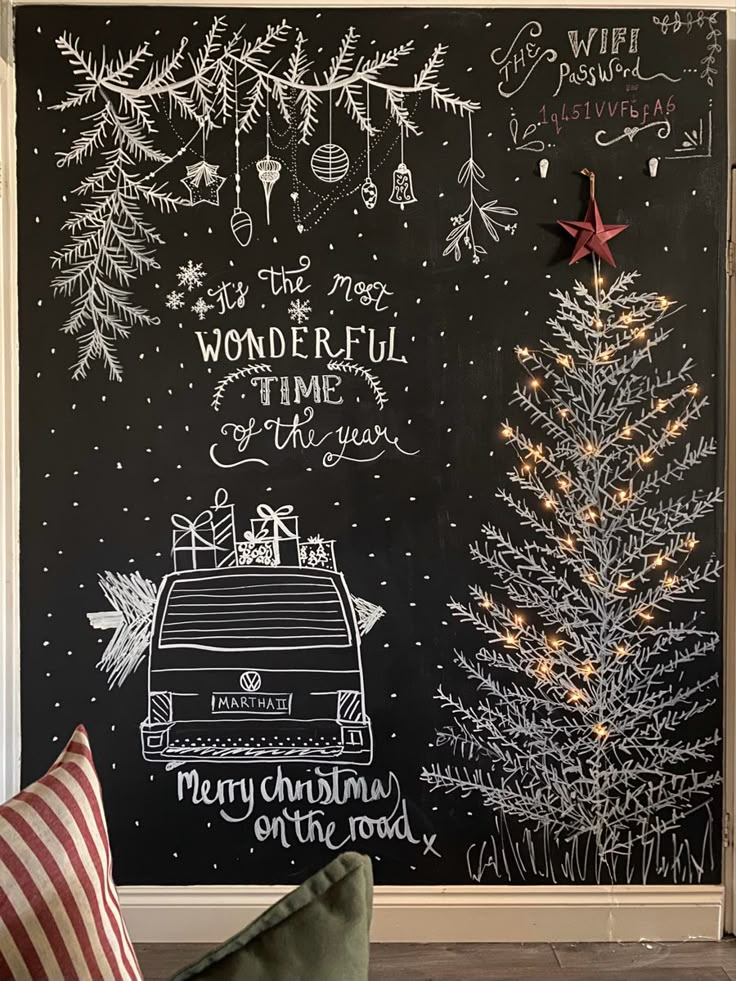 THE
WIFI
Password
1q451VVFbFA6
It's the most
WONDERFUL
TIME
of the year
MARTHA II
Merry christmas
on the road x